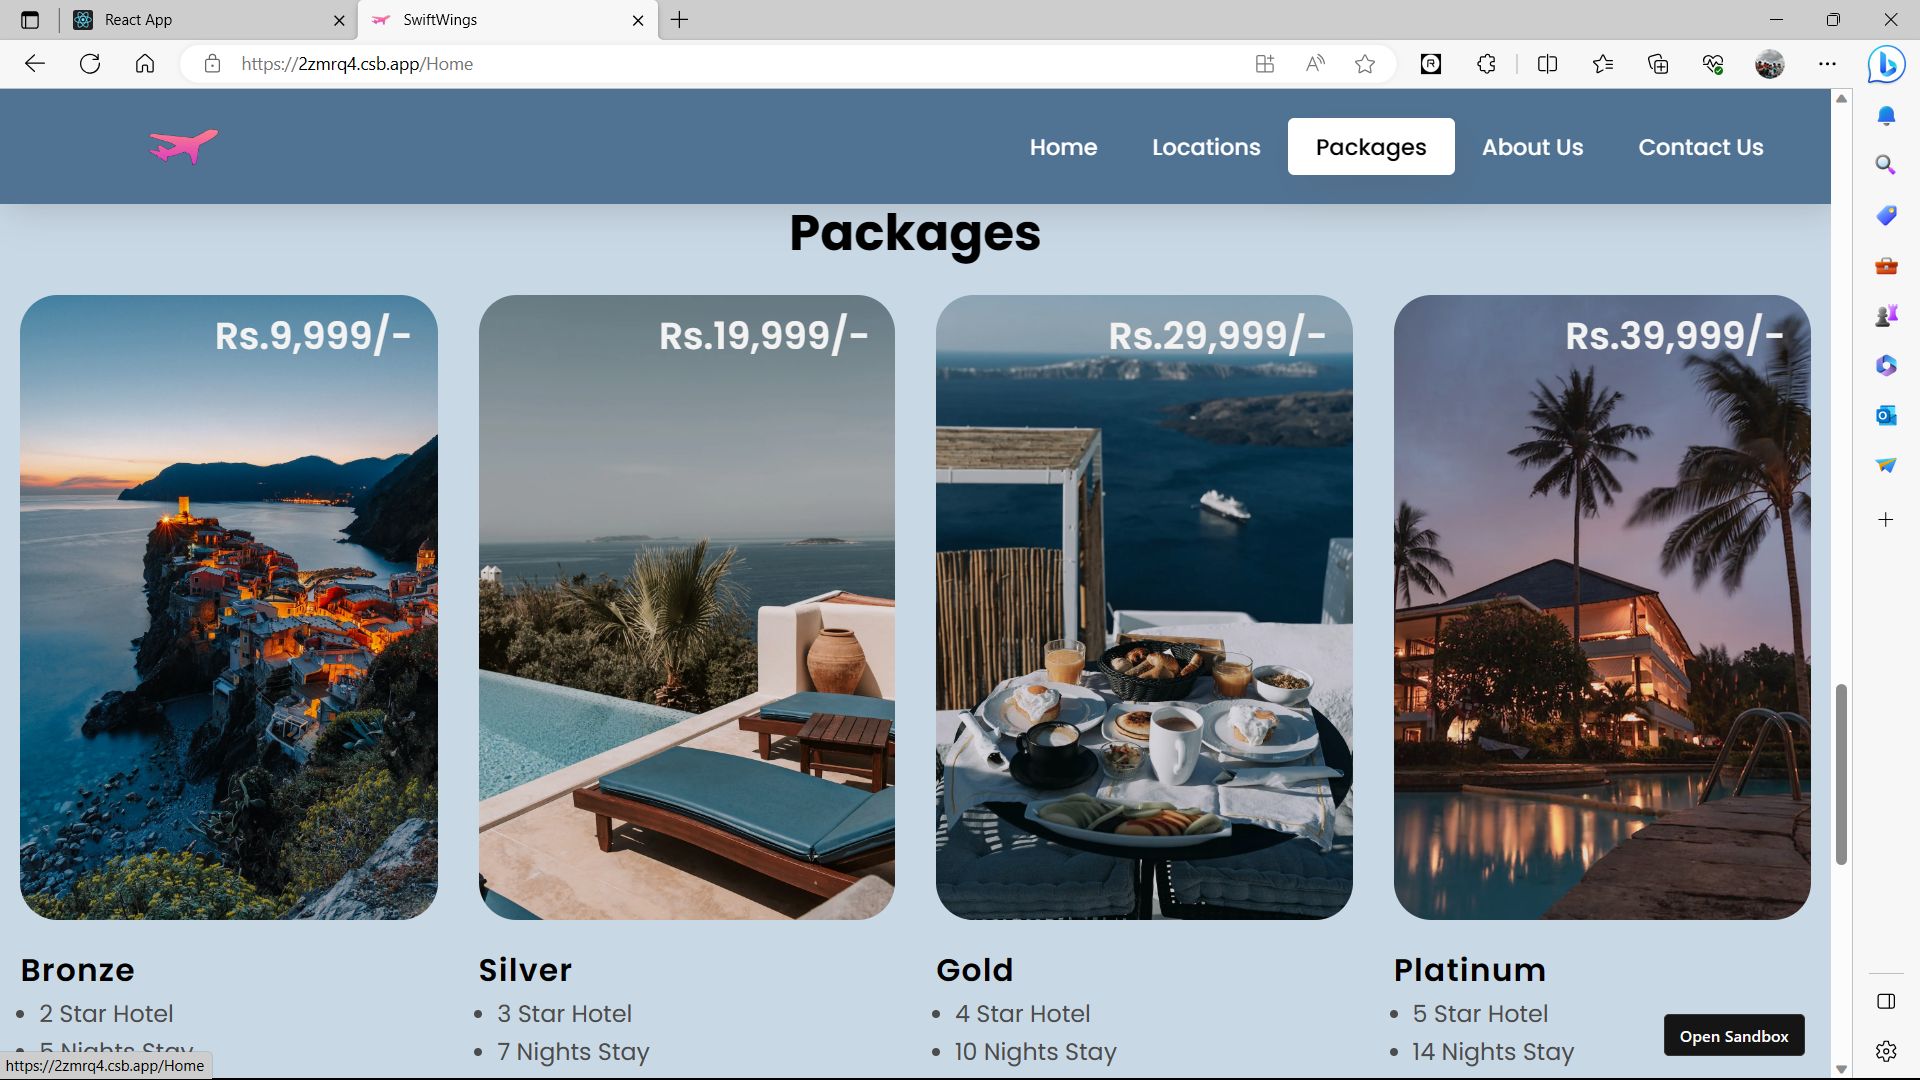 React App
SwiftWings
https://2zmrq4.csb.app/Home
Home
Locations
Packages
About Us
Contact Us
Packages
Rs.9,999/-
Rs.19,999/-
Rs.29,999/-
Rs.39,999/-
Bronze
2 Star Hotel
5 Nights Stay
Silver
3 Star Hotel
7 Nights Stay
Gold
4 Star Hotel
10 Nights Stay
Platinum
5 Star Hotel
14 Nights Stay
Open Sandbox
https://2zmrq4.csb.app/Home